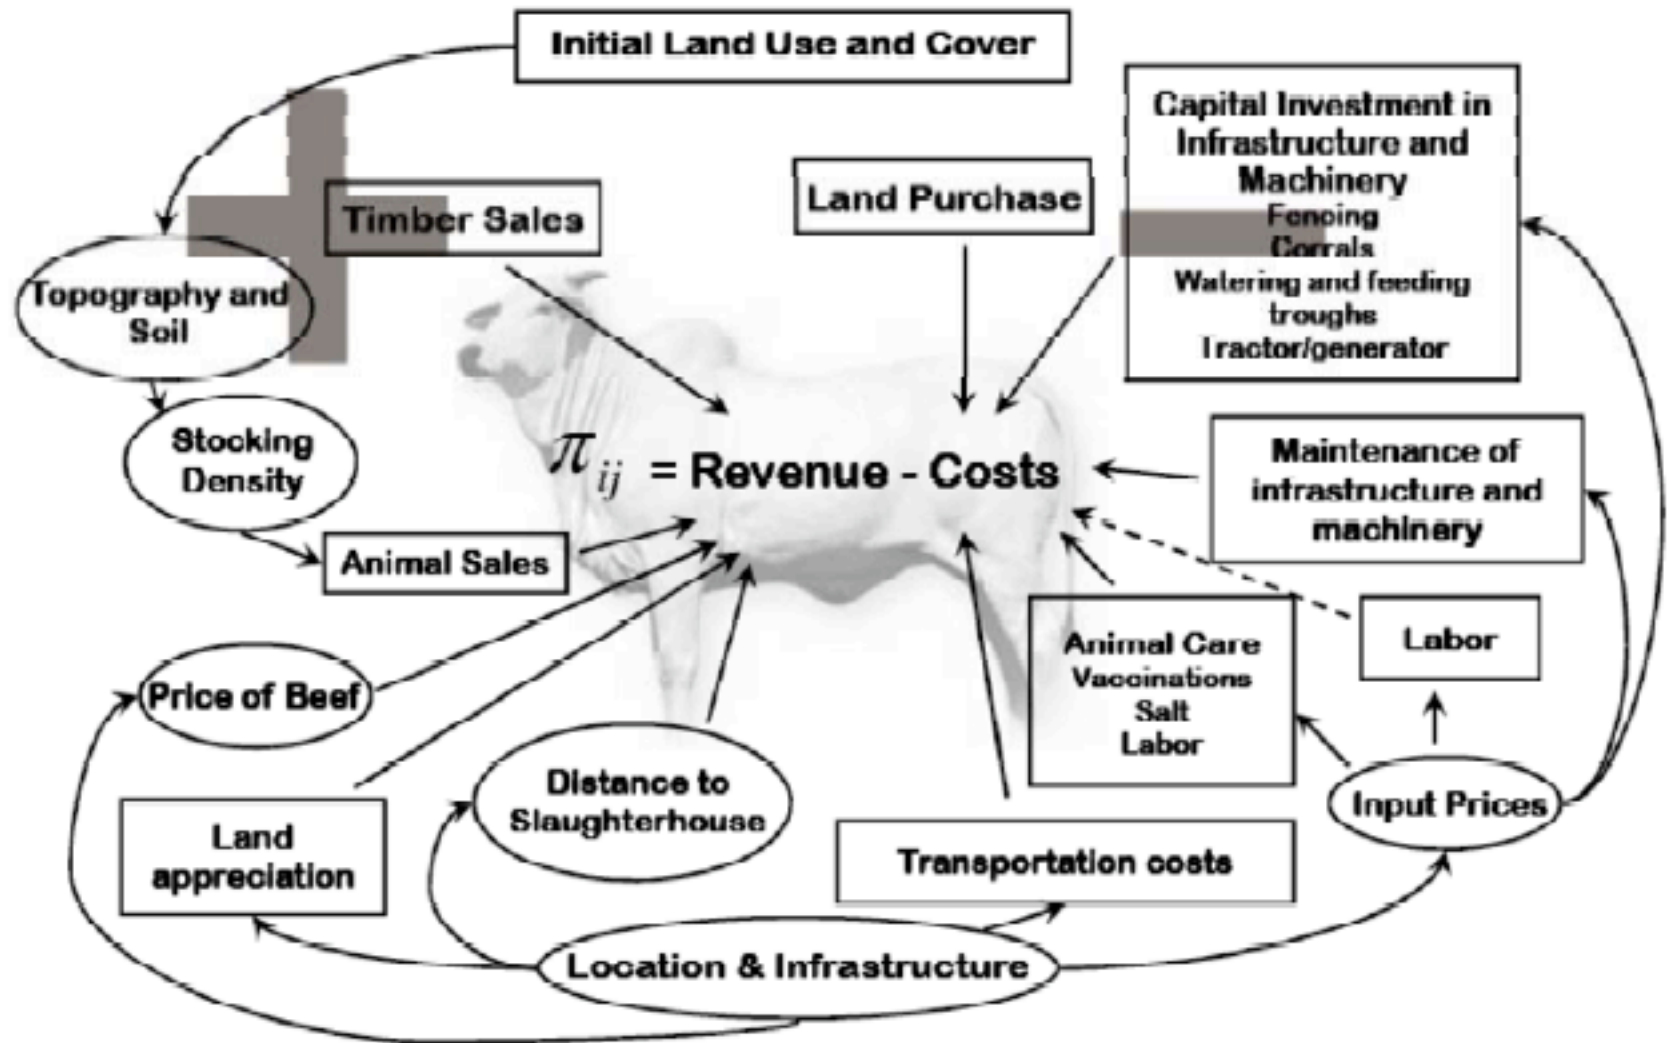 Initial Land Use and Cover
Capital Investment in
Infrastructure and
Machinery
Fencing
Corrals
Watering and feeding
troughs
Tractor/generator
Land Purchase
Timber Sales
Topography and
Soil
Stocking
Density
π ij = Revenue - Costs
Maintenance of
infrastructure and
machinery
Animal Sales
Labor
Animal Care
Vaccinations
Salt
Labor
Price of Beef
Distance to
Slaughterhouse
Input Prices
Land
appreciation
Transportation costs
Location & Infrastructure